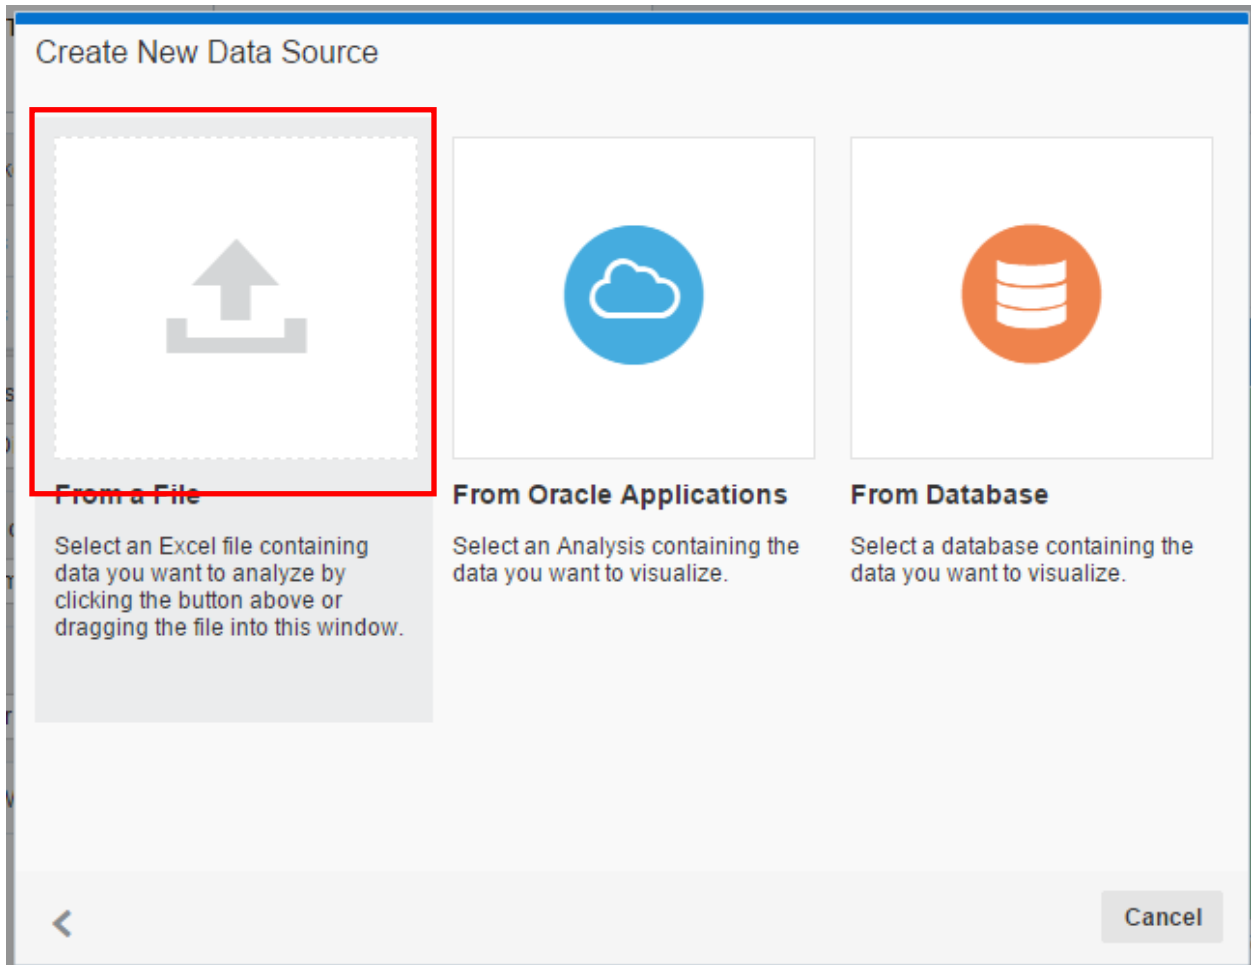 Create New Data Source
From a File
From Oracle Applications
From Database
Select an Excel file containing
data you want to analyze by
clicking the button above or
dragging the file into this window.
Select an Analysis containing the
data you want to visualize.
Select a database containing the
data you want to visualize.
Cancel